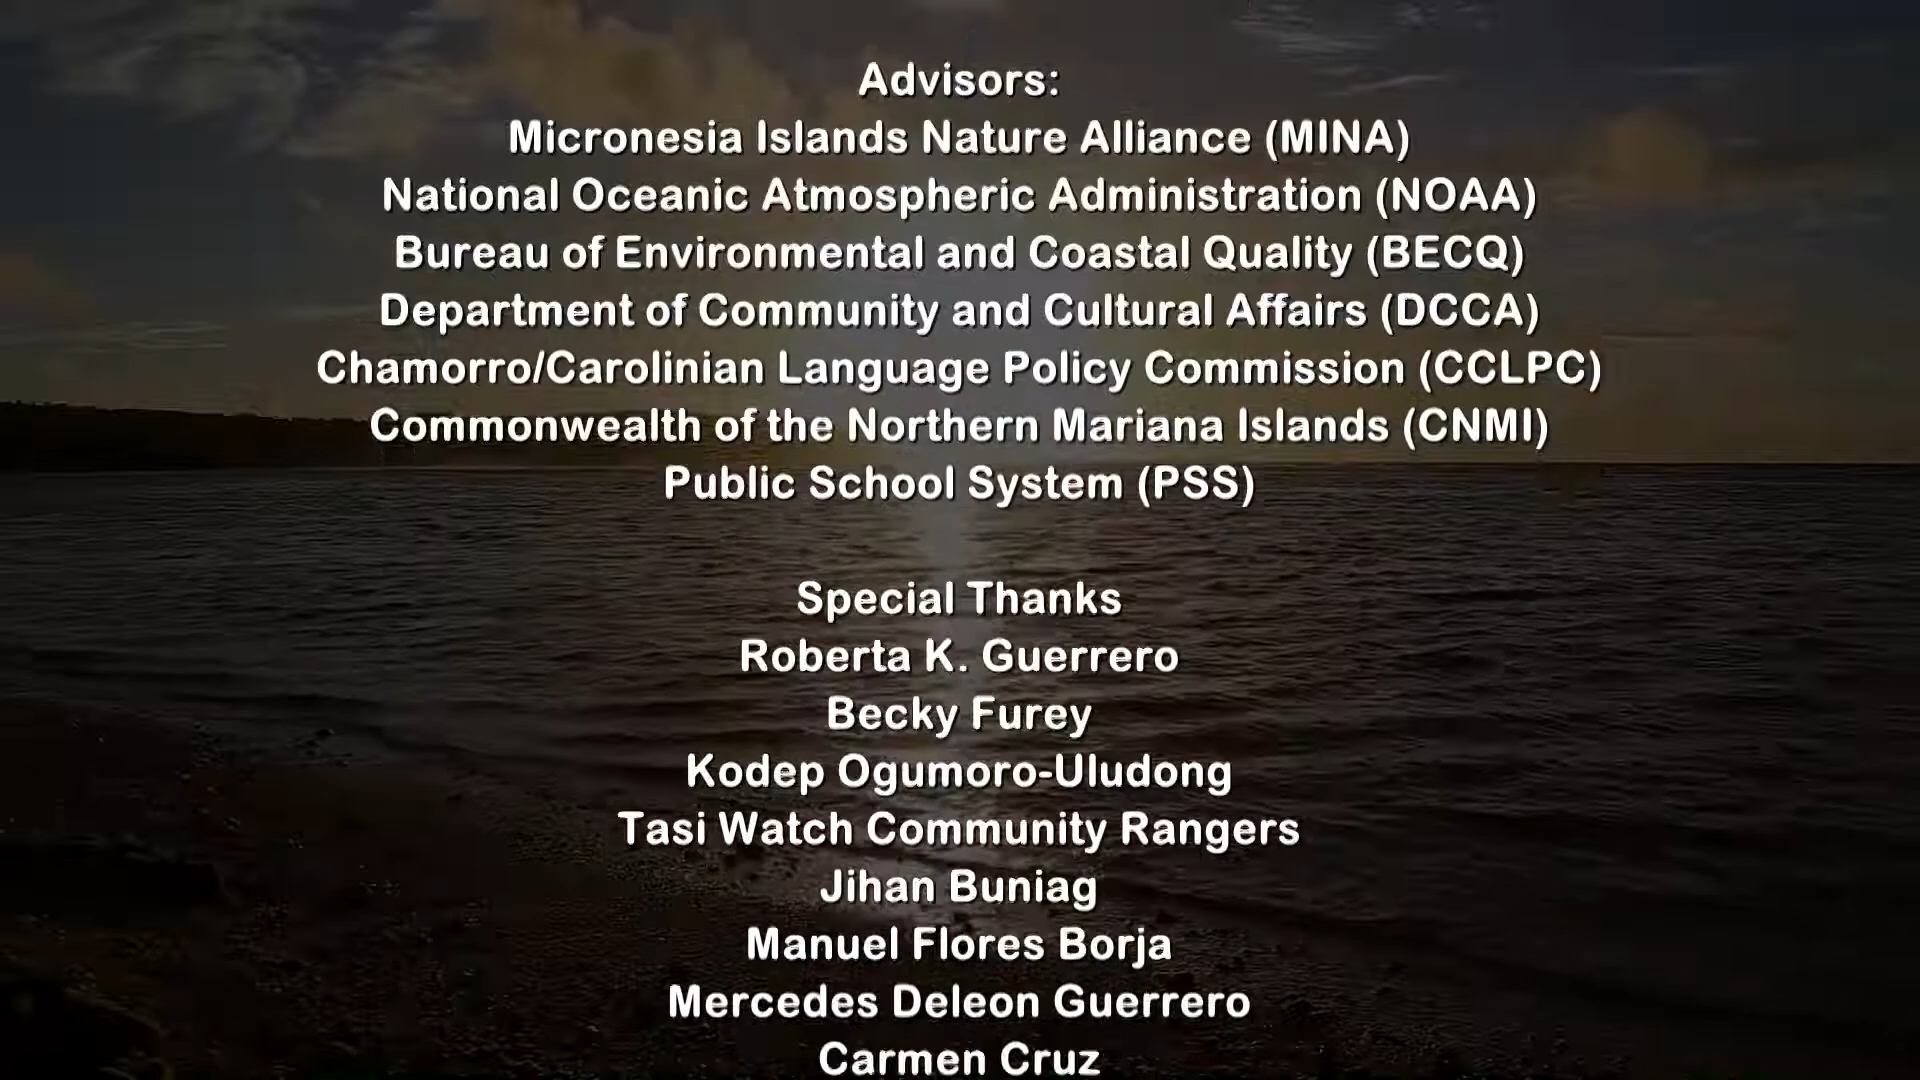 Advisors:
Micronesia Islands Nature Alliance (MINA)
National Oceanic Atmospheric Administration (NOAA)
Bureau of Environmental and Coastal Quality (BECQ)
Department of Community and Cultural Affairs (DCCA)
Chamorro/Carolinian Language Policy Commission (CCLPC)
Commonwealth of the Northern Mariana Islands (CNMI)
Public School System (PSS)
Special Thanks
Roberta K. Guerrero
Becky Furey
Kodep Ogumoro-Uludong
Tasi Watch Community Rangers
Jihan Buniag
Manuel Flores Borja
Mercedes Deleon Guerrero
Carmen Cruz